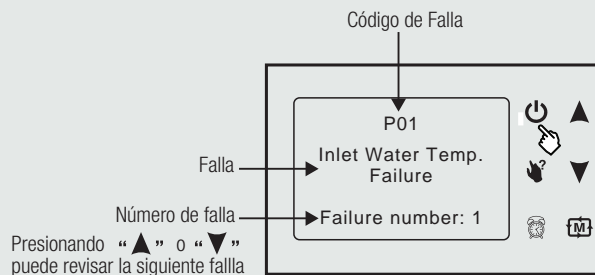 Código de Falla
P01
Inlet Water Temp.
Failure
Falla
Número de falla
Failure number: 1
Presionando “▲” o “▼”
puede revisar la siguiente fallla
?
M